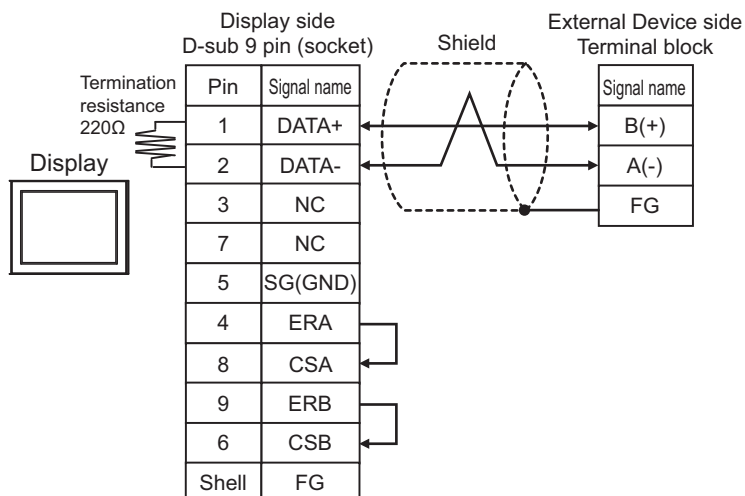 Display side
D-sub 9 pin (socket)
Shield
External Device side
Terminal block
Termination
resistance
220Ω
Display
Pin Signal name
1 DATA+
2 DATA-
3 NC
7 NC
5 SG(GND)
4 ERA
8 CSA
9 ERB
6 CSB
Shell FG
Signal name
B(+)
A(-)
FG